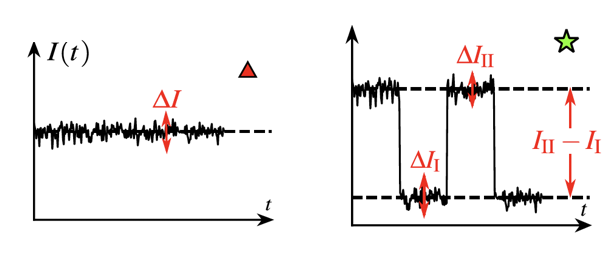 I(t)
ΔI
t
ΔI_II
ΔI_I
I_II − I_I
t